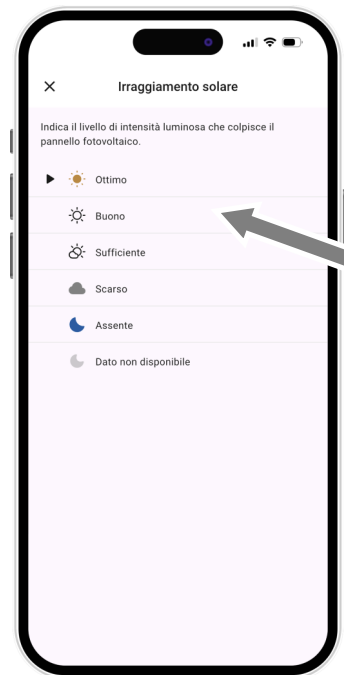 Irraggiamento solare
Indica il livello di intensità luminosa che colpisce il
pannello fotovoltaico.
Ottimo
Buono
Sufficiente
Scarso
Assente
Dato non disponibile